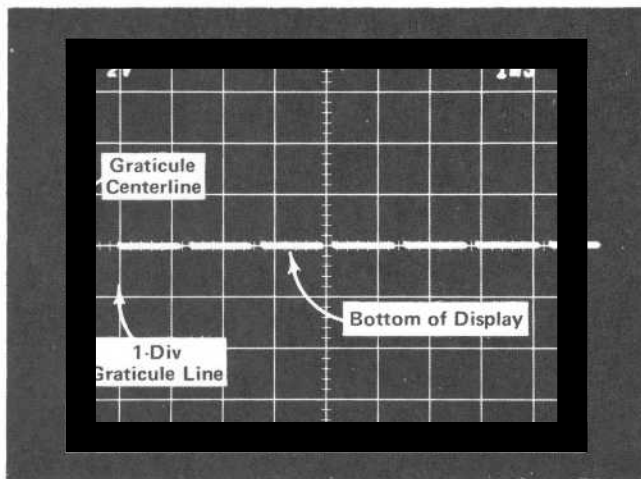 Graticule
Centerline
Bottom of Display
1-Div
Graticule Line